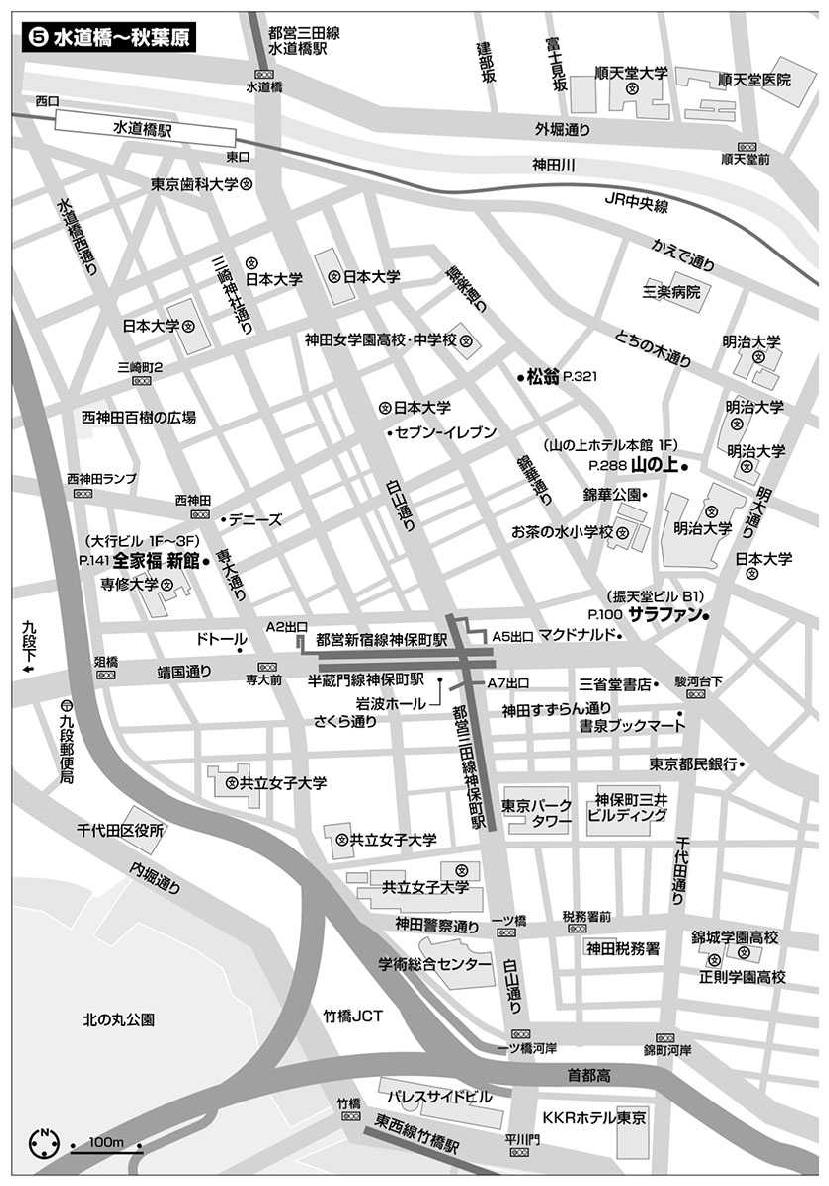 5 水道橋～秋葉原
都営三田線
水道橋駅
水道橋
建部坂
富士見坂
順天堂大学
順天堂医院
西口
水道橋駅
東口
外堀通り
順天堂前
神田川
東京歯科大学
JR中央線
水道橋西通り
三崎神社通り
日本大学
日本大学
猿楽通り
かえで通り
三楽病院
日本大学
神田女学園高校・中学校
とちの木通り
明治大学
三崎町2
松翁 P.321
西神田百樹の広場
日本大学
セブン-イレブン
明治大学
(山の上ホテル本館 1F)
P.288 山の上
明治大学
西神田ランプ
白山通り
錦華通り
錦華公園
西神田
デニーズ
お茶の水小学校
明治大学
明大通り
(大行ビル 1F～3F)
P.141 全家福 新館
専修大学
専大通り
日本大学
(振天堂ビル B1)
P.100 サラファン
九段下
A2出口
都営新宿線神保町駅
A5出口
マクドナルド
ドトール
俎橋
靖国通り
専大前
半蔵門線神保町駅
A7出口
三省堂書店
駿河台下
岩波ホール
さくら通り
神田すずらん通り
書泉ブックマート
九段郵便局
都営三田線神保町駅
東京都民銀行
共立女子大学
東京パーク
タワー
神保町三井
ビルディング
千代田区役所
共立女子大学
千代田通り
内堀通り
共立女子大学
神田警察通り
一ツ橋
税務署前
神田税務署
錦城学園高校
正則学園高校
学術総合センター
白山通り
北の丸公園
竹橋JCT
一ツ橋河岸
錦町河岸
首都高
竹橋
パレスサイドビル
東西線竹橋駅
平川門
KKRホテル東京
N
100m